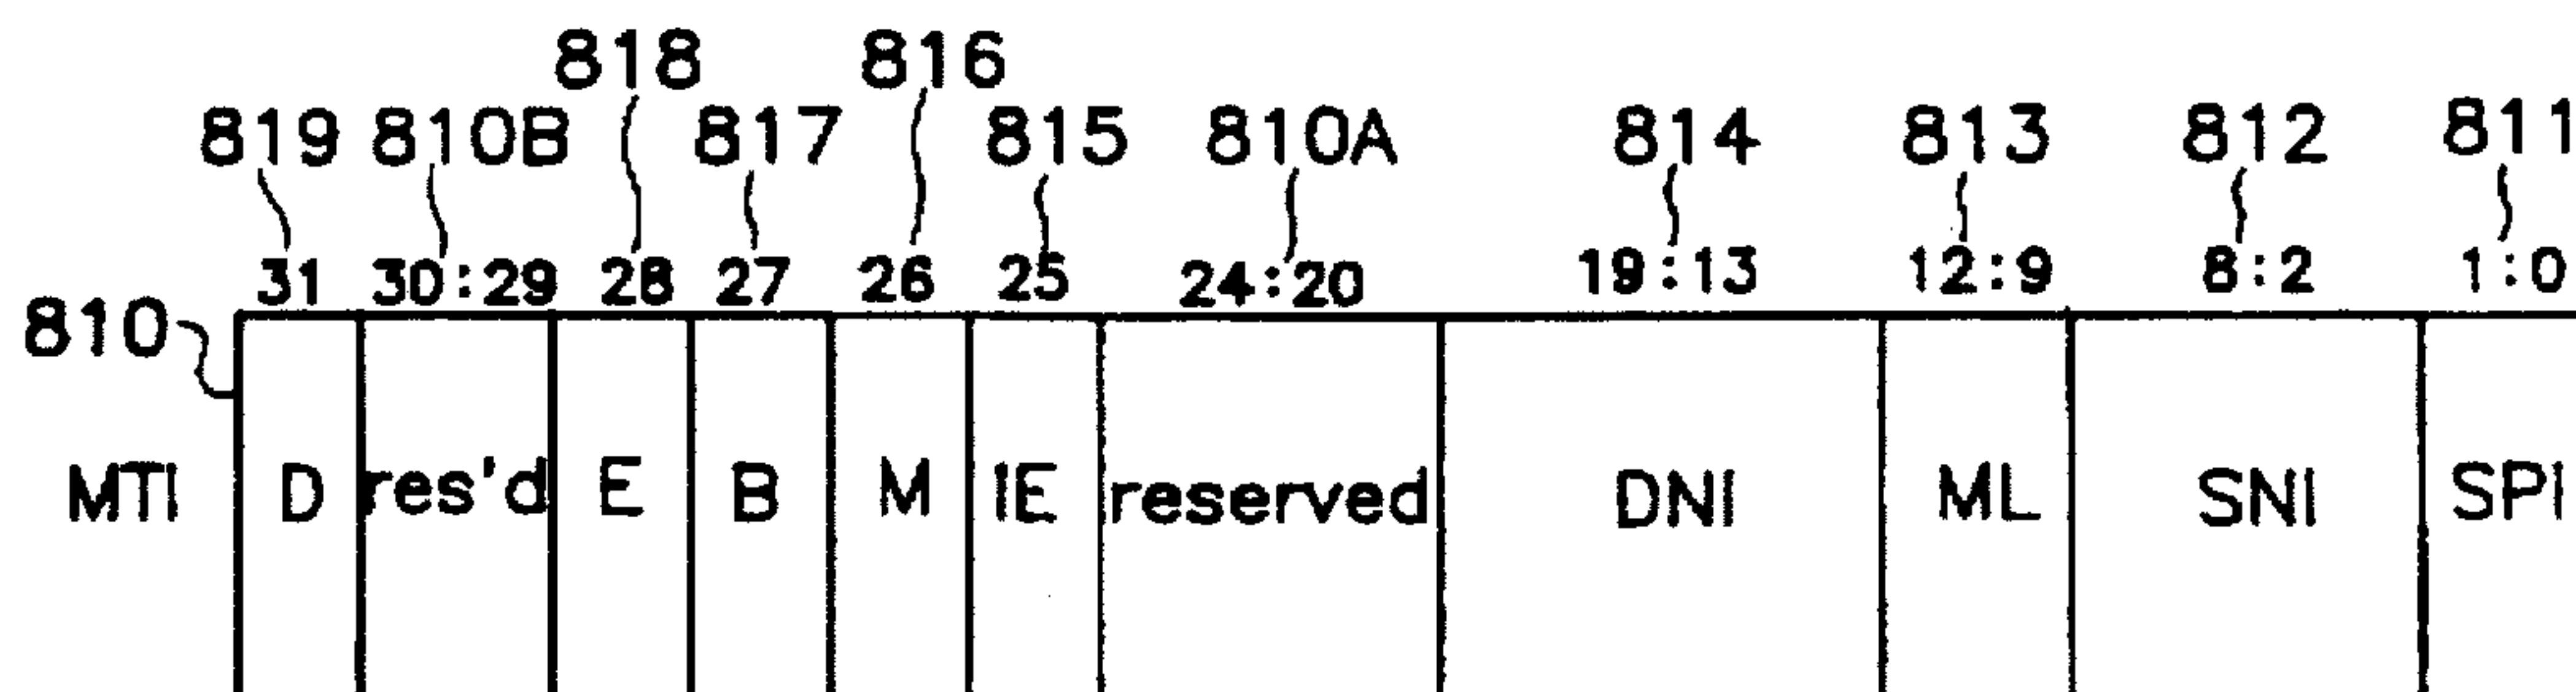 818 816
819 810B 817 815 810A 814 813 812 811
31 30:29 28 27 26 25 24:20 19:13 12:9 8:2 1:0
810
MTI D res'd E B M IE reserved DNI ML SNI SPI